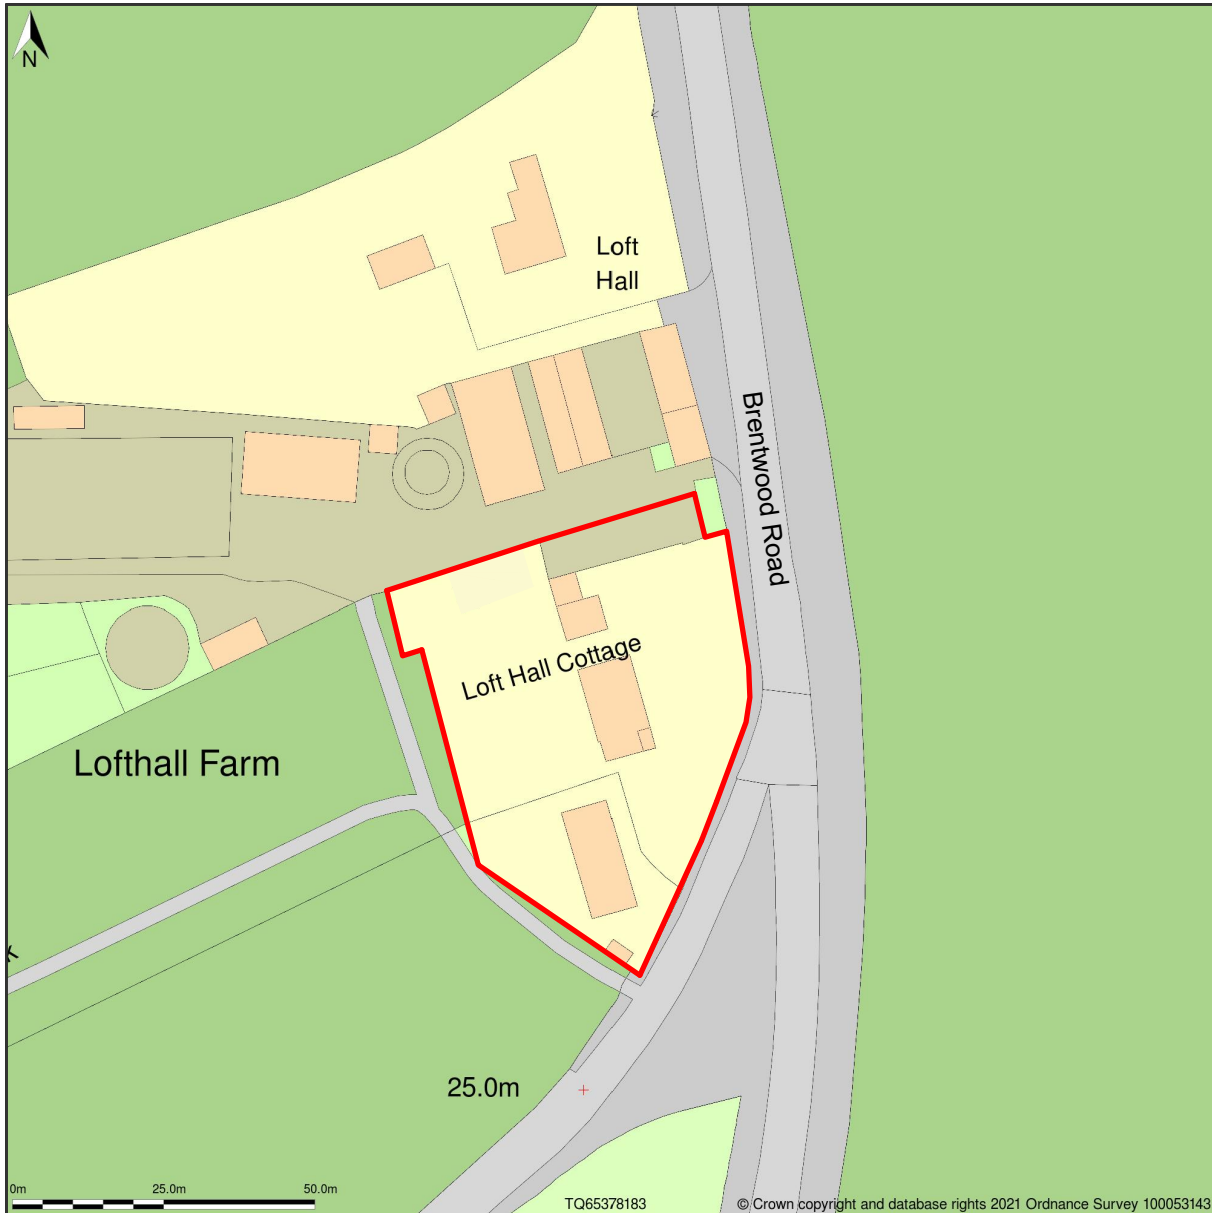 N
Loft
Hall
Brentwood Road
Loft Hall Cottage
Lofthall Farm
25.0m
0m 25.0m 50.0m
TQ65378183
© Crown copyright and database rights 2021 Ordnance Survey 100053143